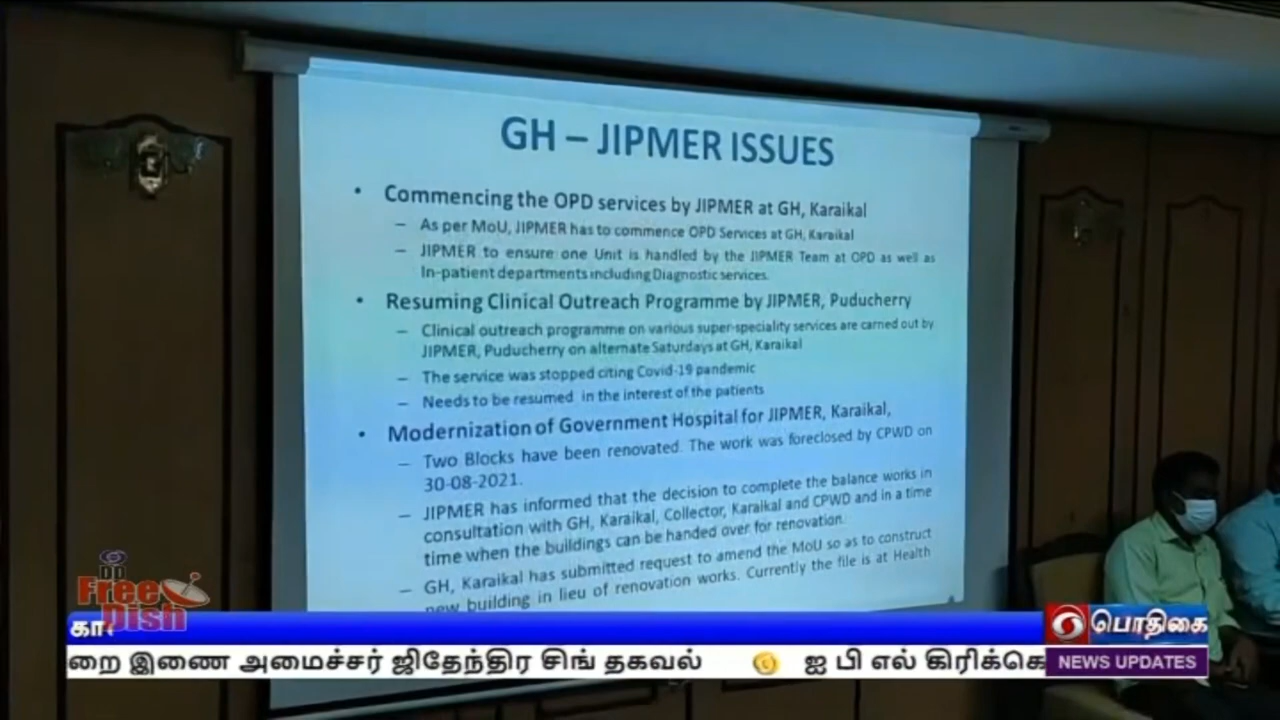 GH – JIPMER ISSUES
• Commencing the OPD services by JIPMER at GH, Karaikal
– As per MoU, JIPMER has to commence OPD Services at GH, Karaikal
– JIPMER to ensure one Unit is handled by the JIPMER Team at OPD as well as
In-patient departments including Diagnostic services.
• Resuming Clinical Outreach Programme by JIPMER, Puducherry
– Clinical outreach programme on various super-speciality services are carried out by
JIPMER, Puducherry on alternate Saturdays at GH, Karaikal
– The service was stopped citing Covid-19 pandemic
– Needs to be resumed in the interest of the patients
• Modernization of Government Hospital for JIPMER, Karaikal,
– Two Blocks have been renovated. The work was foreclosed by CPWD on
30-08-2021.
– JIPMER has informed that the decision to complete the balance works in
consultation with GH, Karaikal, Collector, Karaikal and CPWD and in a time
time when the buildings can be handed over for renovation.
– GH, Karaikal has submitted request to amend the MoU so as to construct
new building in lieu of renovation works. Currently the file is at Health
DD
Free
Dish
கா
பொதிகை
றை இணை அமைச்சர் ஜிதேந்திர சிங் தகவல் ஐ பி எல் கிரிக்கெ
NEWS UPDATES